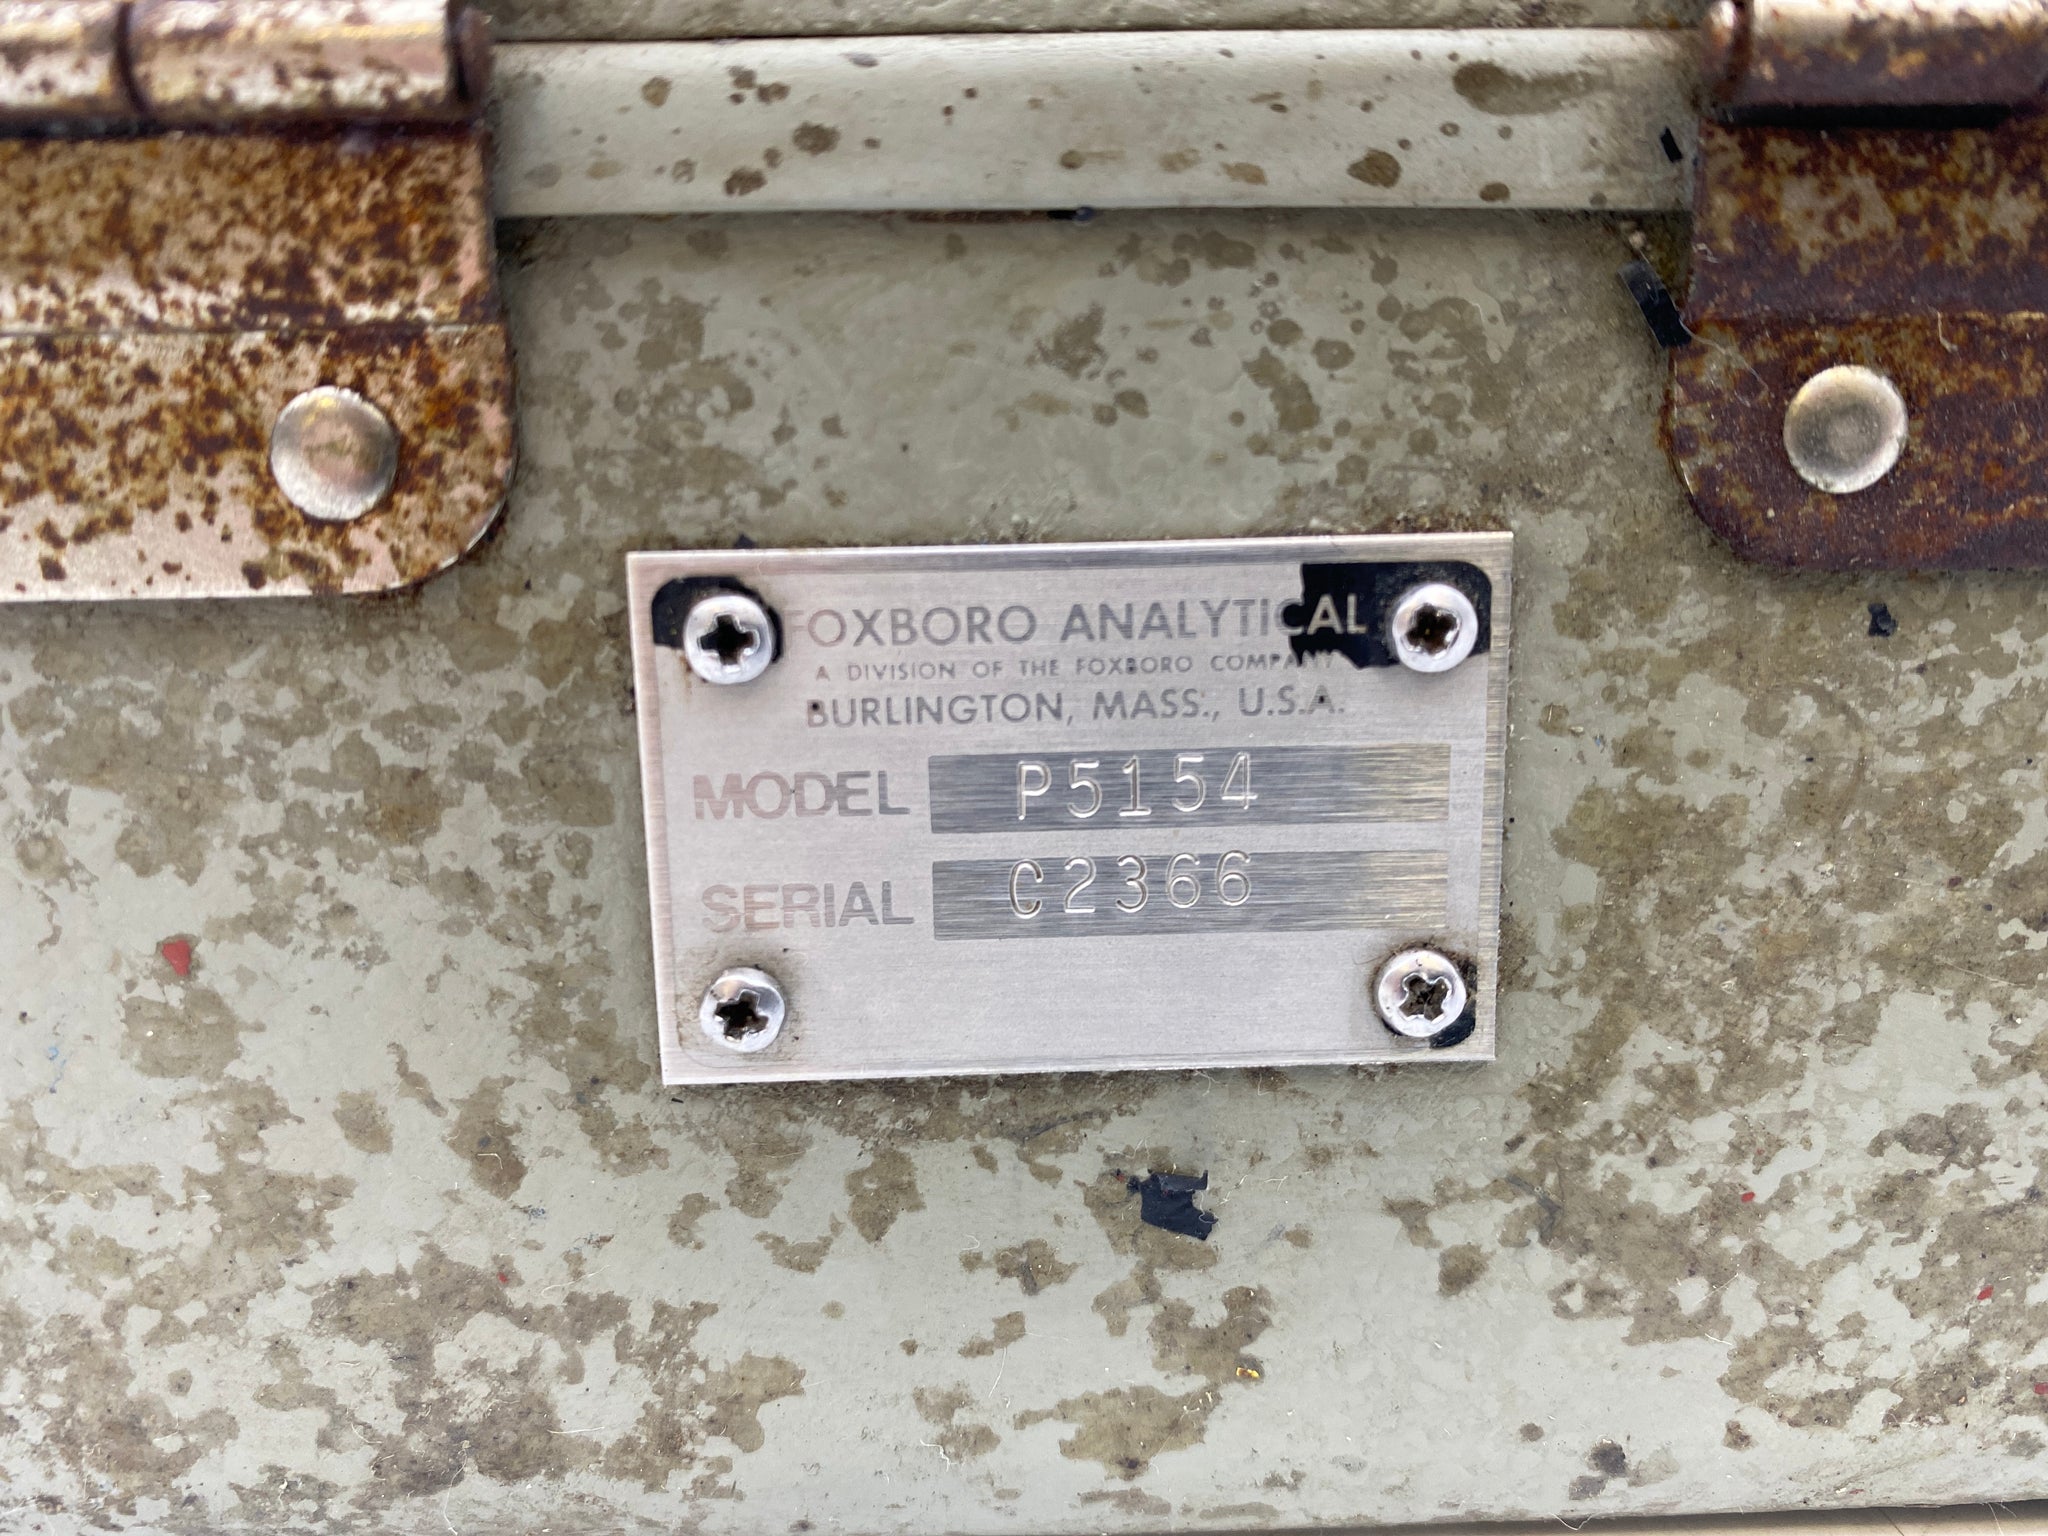 FOXBORO ANALYTICAL
A DIVISION OF THE FOXBORO COMPANY
BURLINGTON, MASS., U.S.A.
MODEL P5154
SERIAL C2366